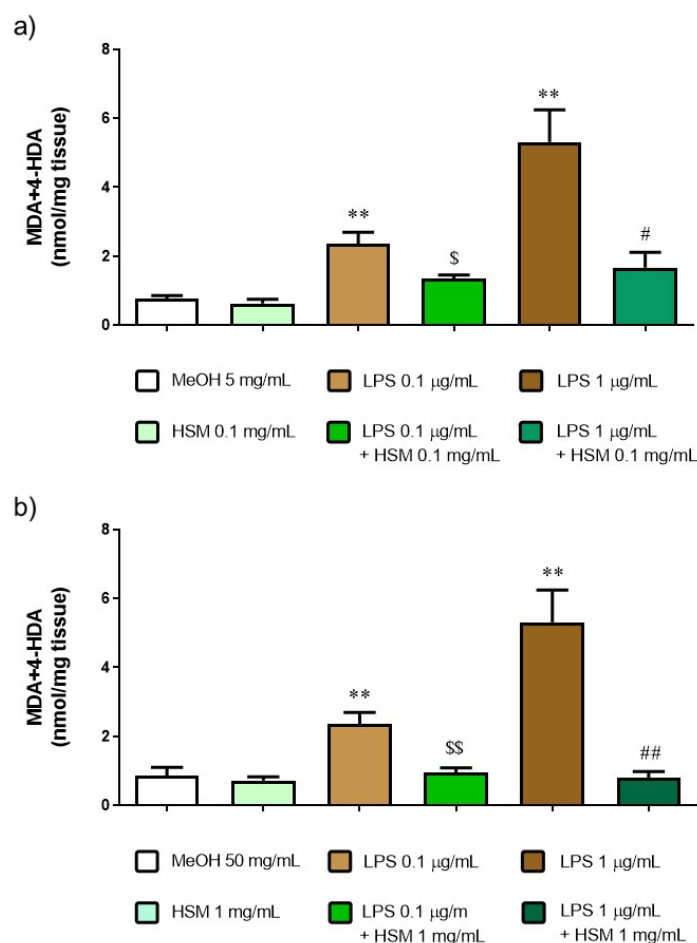 a)
MDA+4-HDA
(nmol/mg tissue)
8
6
4
2
0
**
$
**
#
MeOH 5 mg/mL
LPS 0.1 μg/mL
LPS 1 μg/mL
HSM 0.1 mg/mL
LPS 0.1 μg/mL
+ HSM 0.1 mg/mL
LPS 1 μg/mL
+ HSM 0.1 mg/mL
b)
MDA+4-HDA
(nmol/mg tissue)
8
6
4
2
0
**
$$
**
##
MeOH 50 mg/mL
LPS 0.1 μg/mL
LPS 1 μg/mL
HSM 1 mg/mL
LPS 0.1 μg/m
+ HSM 1 mg/mL
LPS 1 μg/mL
+ HSM 1 mg/mL